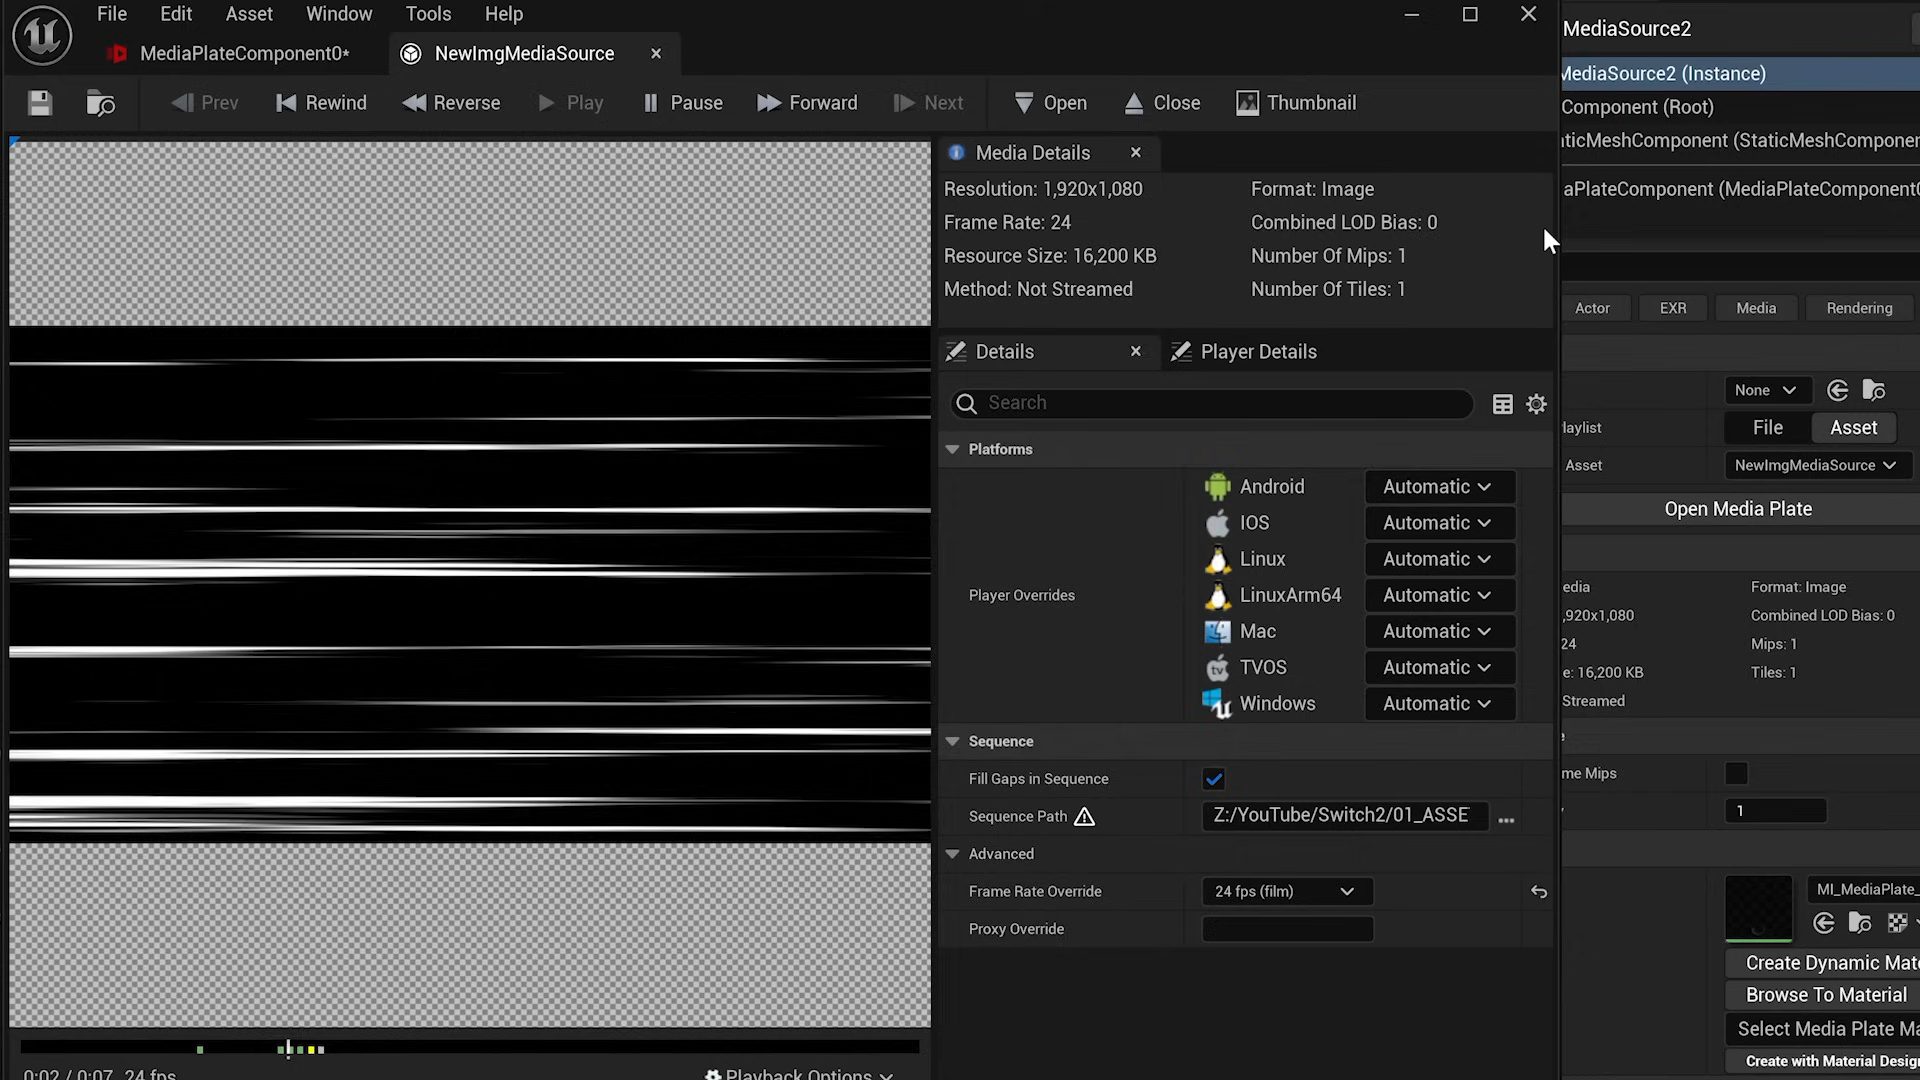 File Edit Asset Window Tools Help
MediaPlateComponent0*
NewImgMediaSource
Prev Rewind Reverse Play Pause Forward Next Open Close Thumbnail
Media Details
Resolution: 1,920x1,080 Format: Image
Frame Rate: 24 Combined LOD Bias: 0
Resource Size: 16,200 KB Number Of Mips: 1
Method: Not Streamed Number Of Tiles: 1
Details Player Details
Search
Platforms
Player Overrides
Android Automatic
IOS Automatic
Linux Automatic
LinuxArm64 Automatic
Mac Automatic
TVOS Automatic
Windows Automatic
Sequence
Fill Gaps in Sequence
Sequence Path Z:/YouTube/Switch2/01_ASSE
Advanced
Frame Rate Override 24 fps (film)
Proxy Override
0:02 / 0:07 24 fps
Playback Options
MediaSource2
MediaSource2 (Instance)
Component (Root)
ticMeshComponent (StaticMeshComponen
aPlateComponent (MediaPlateComponent0
Actor EXR Media Rendering
None
laylist File Asset
Asset NewImgMediaSource
Open Media Plate
edia Format: Image
,920x1,080 Combined LOD Bias: 0
24 Mips: 1
e: 16,200 KB Tiles: 1
Streamed
e
me Mips
1
MI_MediaPlate_
Create Dynamic Mate
Browse To Material
Select Media Plate Ma
Create with Material Design